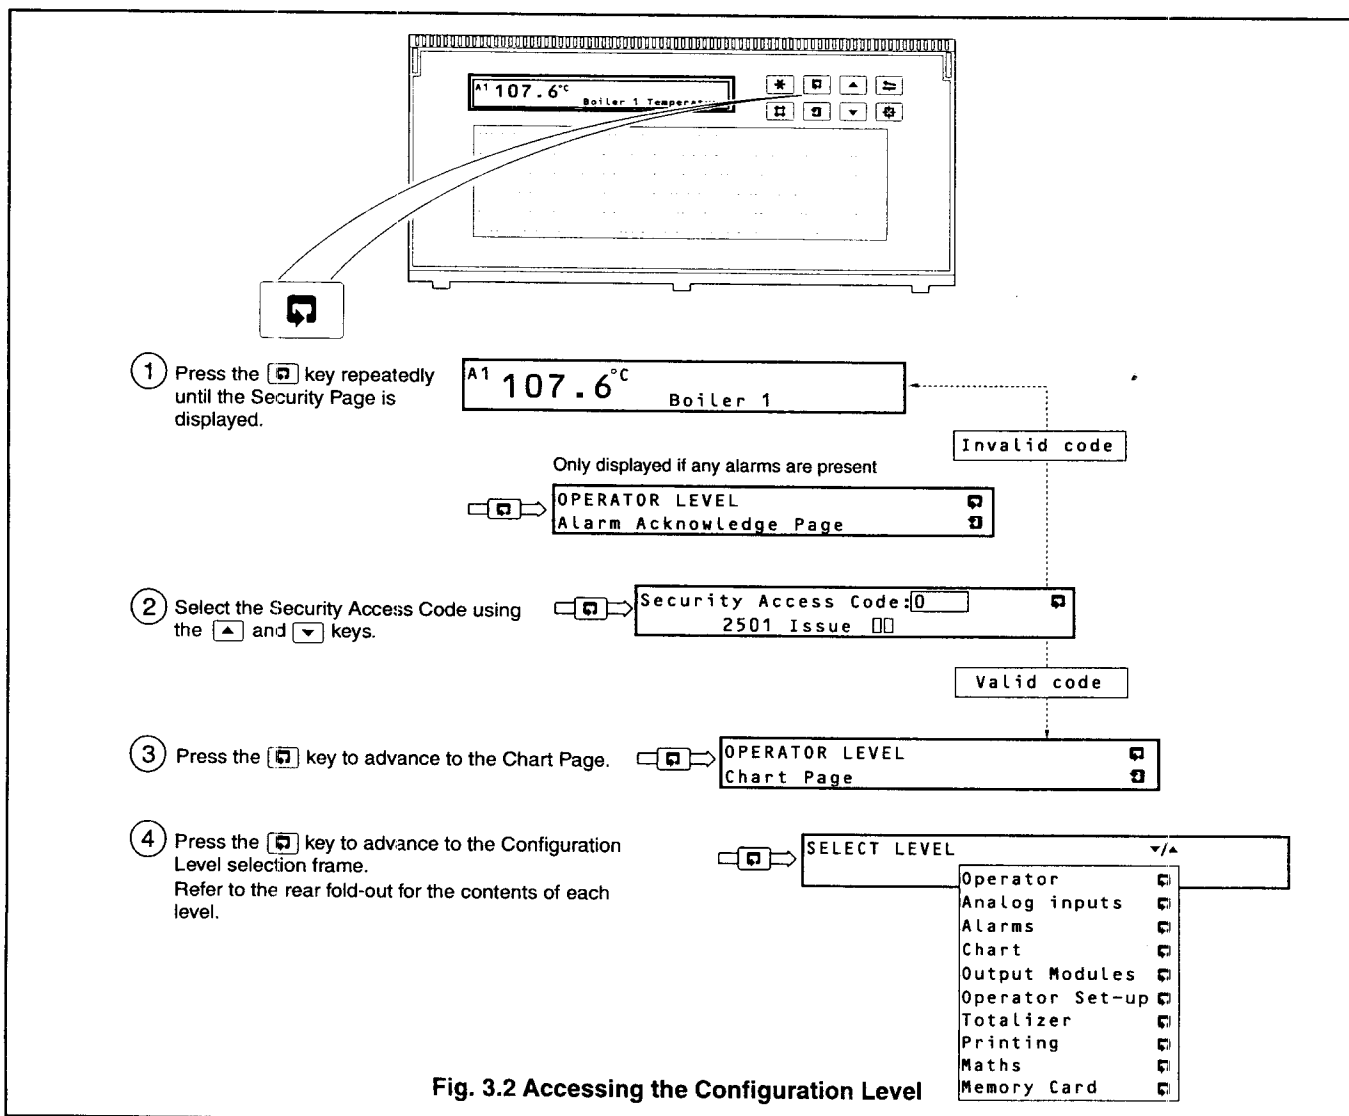 A1 107.6°C
Boiler 1
1 Press the key repeatedly
until the Security Page is
displayed.
A1 107.6°C
Boiler 1
Invalid code
Only displayed if any alarms are present
OPERATOR LEVEL
Alarm Acknowledge Page
2 Select the Security Access Code using
the ▲ and ▼ keys.
Security Access Code:0
2501 Issue
Valid code
3 Press the key to advance to the Chart Page.
OPERATOR LEVEL
Chart Page
4 Press the key to advance to the Configuration
Level selection frame.
Refer to the rear fold-out for the contents of each
level.
SELECT LEVEL ▼/▲
Operator
Analog inputs
Alarms
Chart
Output Modules
Operator Set-up
Totalizer
Printing
Maths
Memory Card
Fig. 3.2 Accessing the Configuration Level